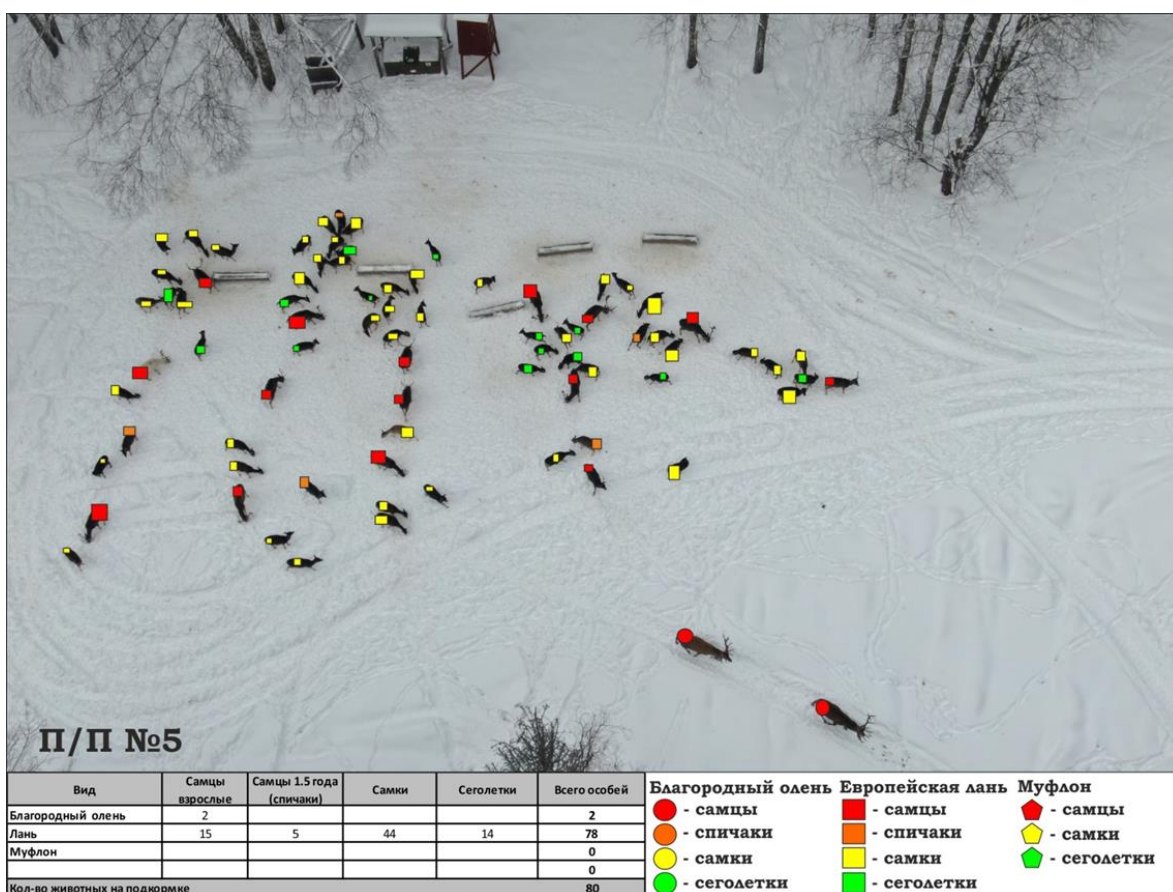 П/П №5
Вид Самцы взрослые Самцы 1.5 года (спичаки) Самки Сеголетки Всего особей
Благородный олень 2 2
Лань 15 5 44 14 78
Муфлон 0
0
Кол-во животных на подкормке 80
Благородный олень Европейская лань Муфлон
- самцы - самцы - самцы
- спичаки - спичаки - самки
- самки - самки - сеголетки
- сеголетки - сеголетки